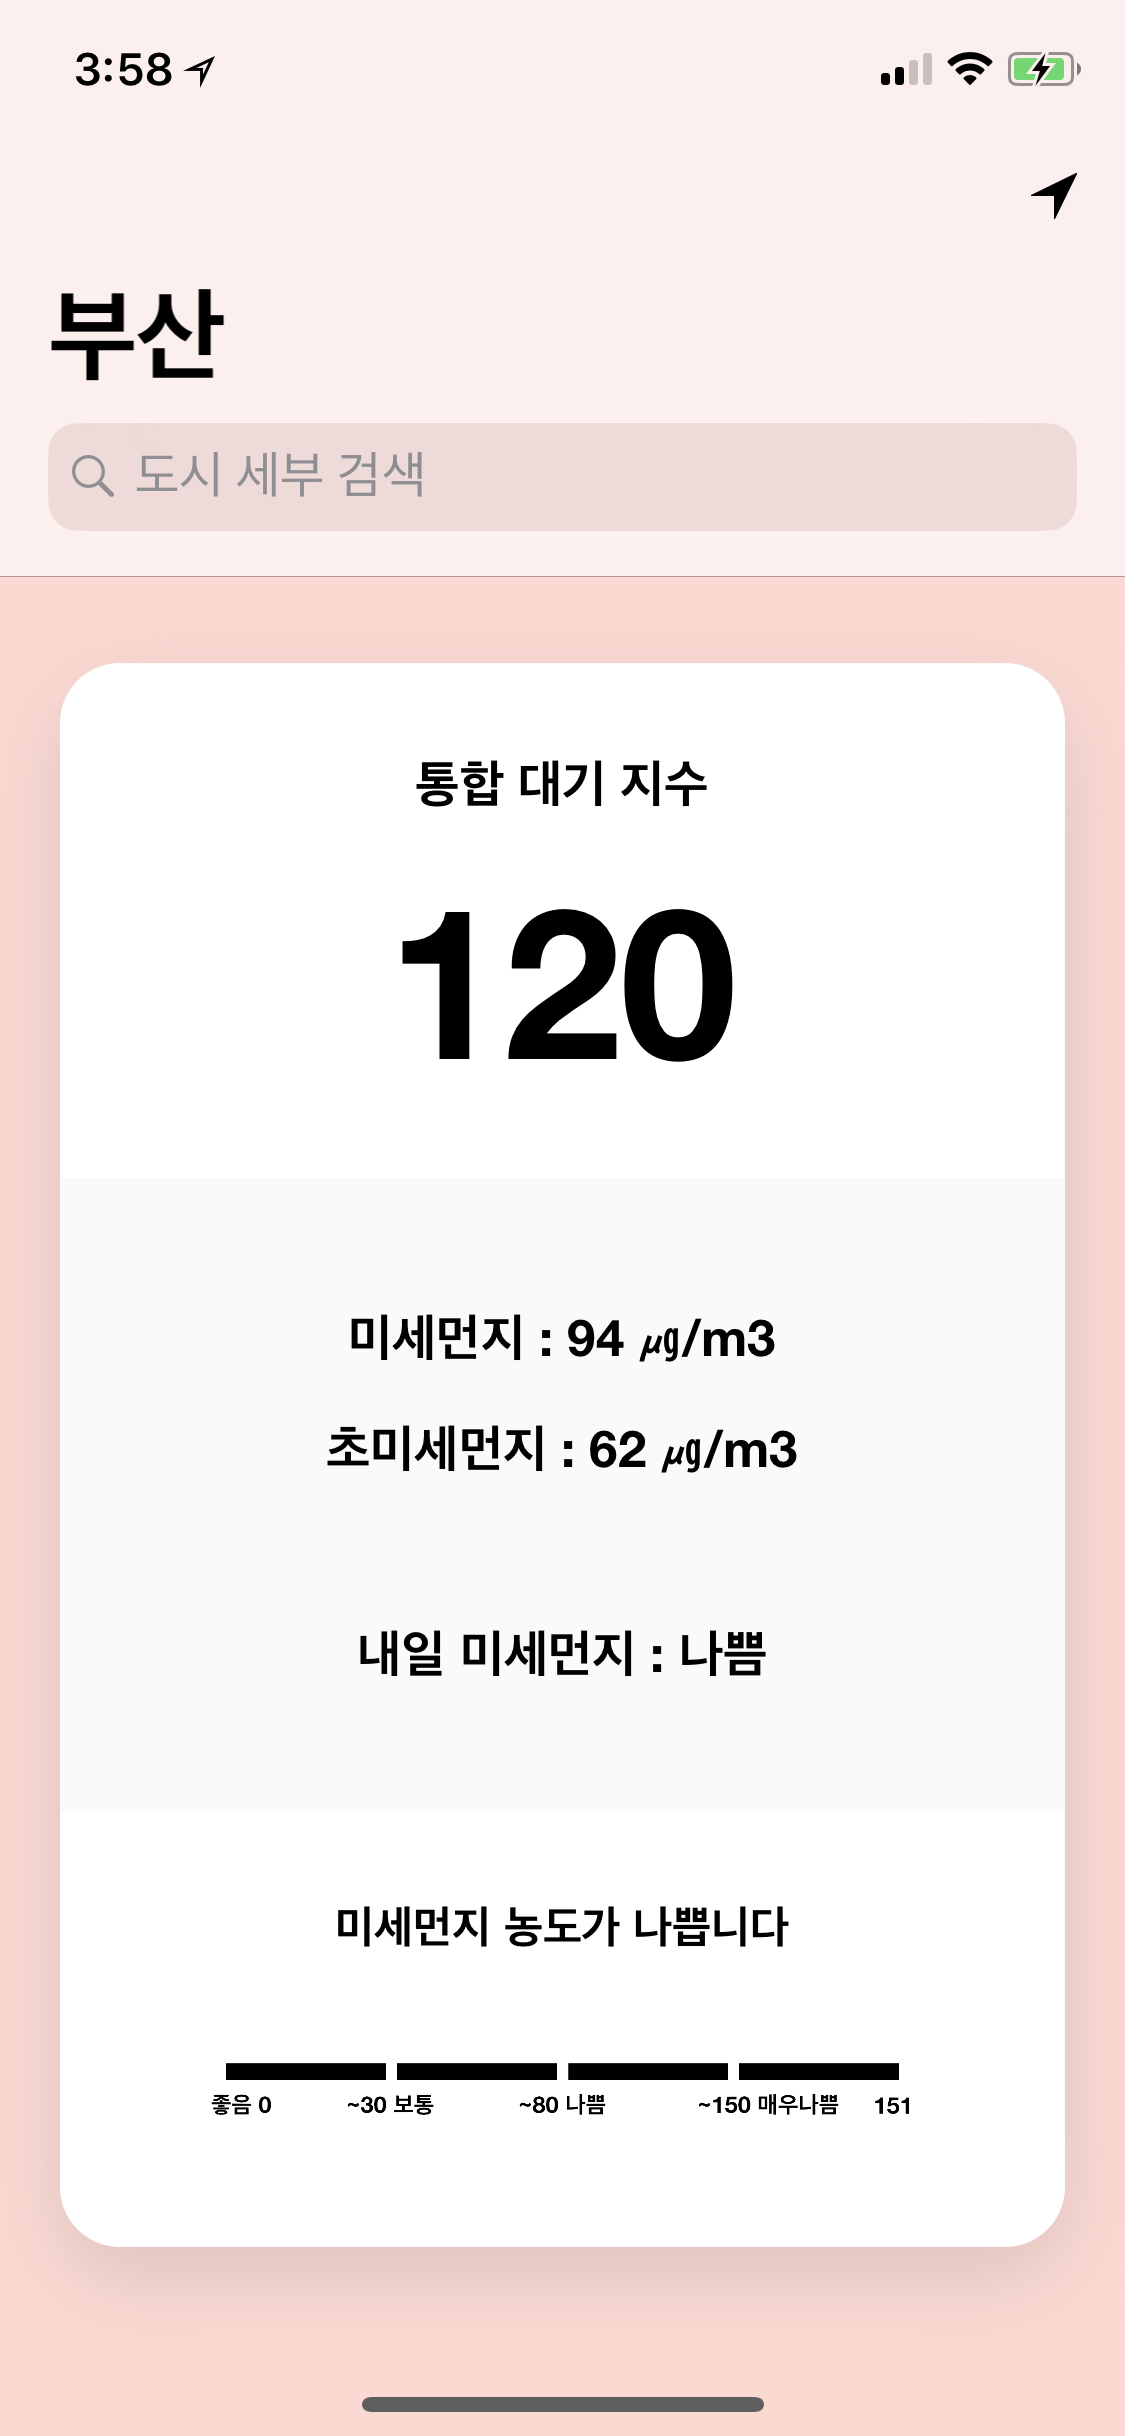 3:58
부산
도시 세부 검색
통합 대기 지수
120
미세먼지 : 94 ㎍/m3
초미세먼지 : 62 ㎍/m3
내일 미세먼지 : 나쁨
미세먼지 농도가 나쁩니다
좋음 0 ~30 보통 ~80 나쁨 ~150 매우나쁨 151